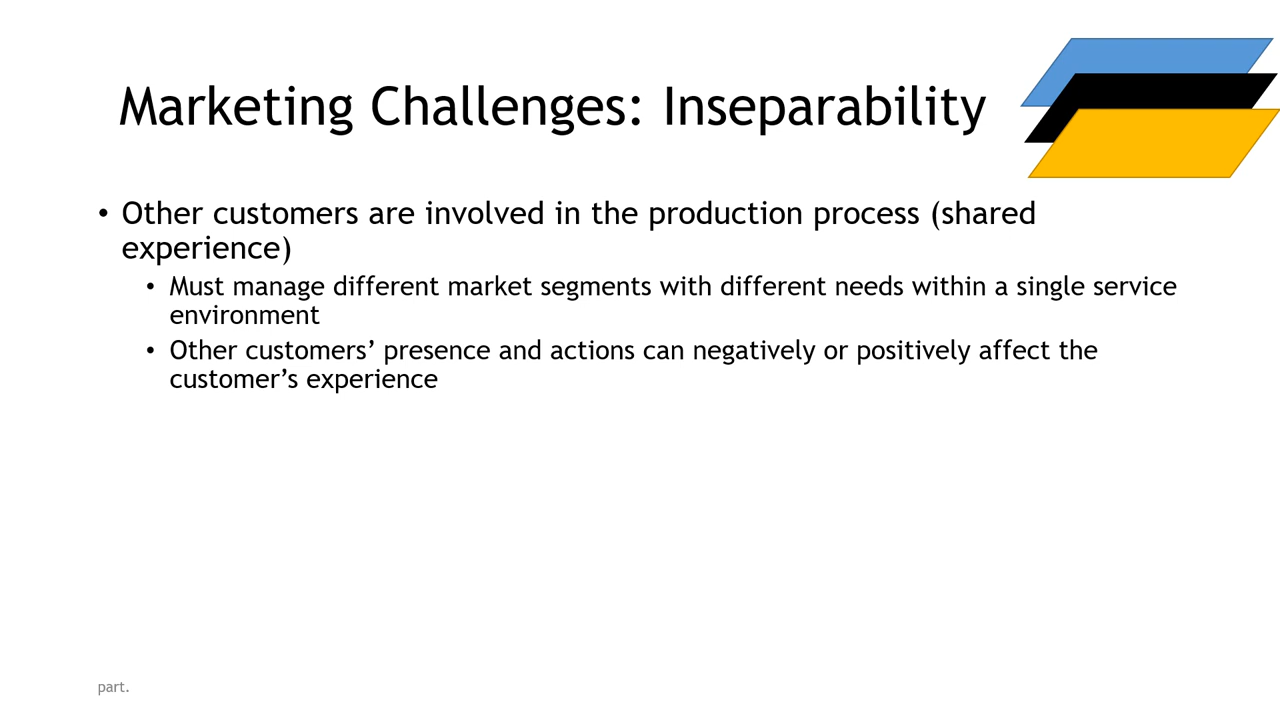 Marketing Challenges: Inseparability
• Other customers are involved in the production process (shared
experience)
• Must manage different market segments with different needs within a single service
environment
• Other customers’ presence and actions can negatively or positively affect the
customer’s experience
part.